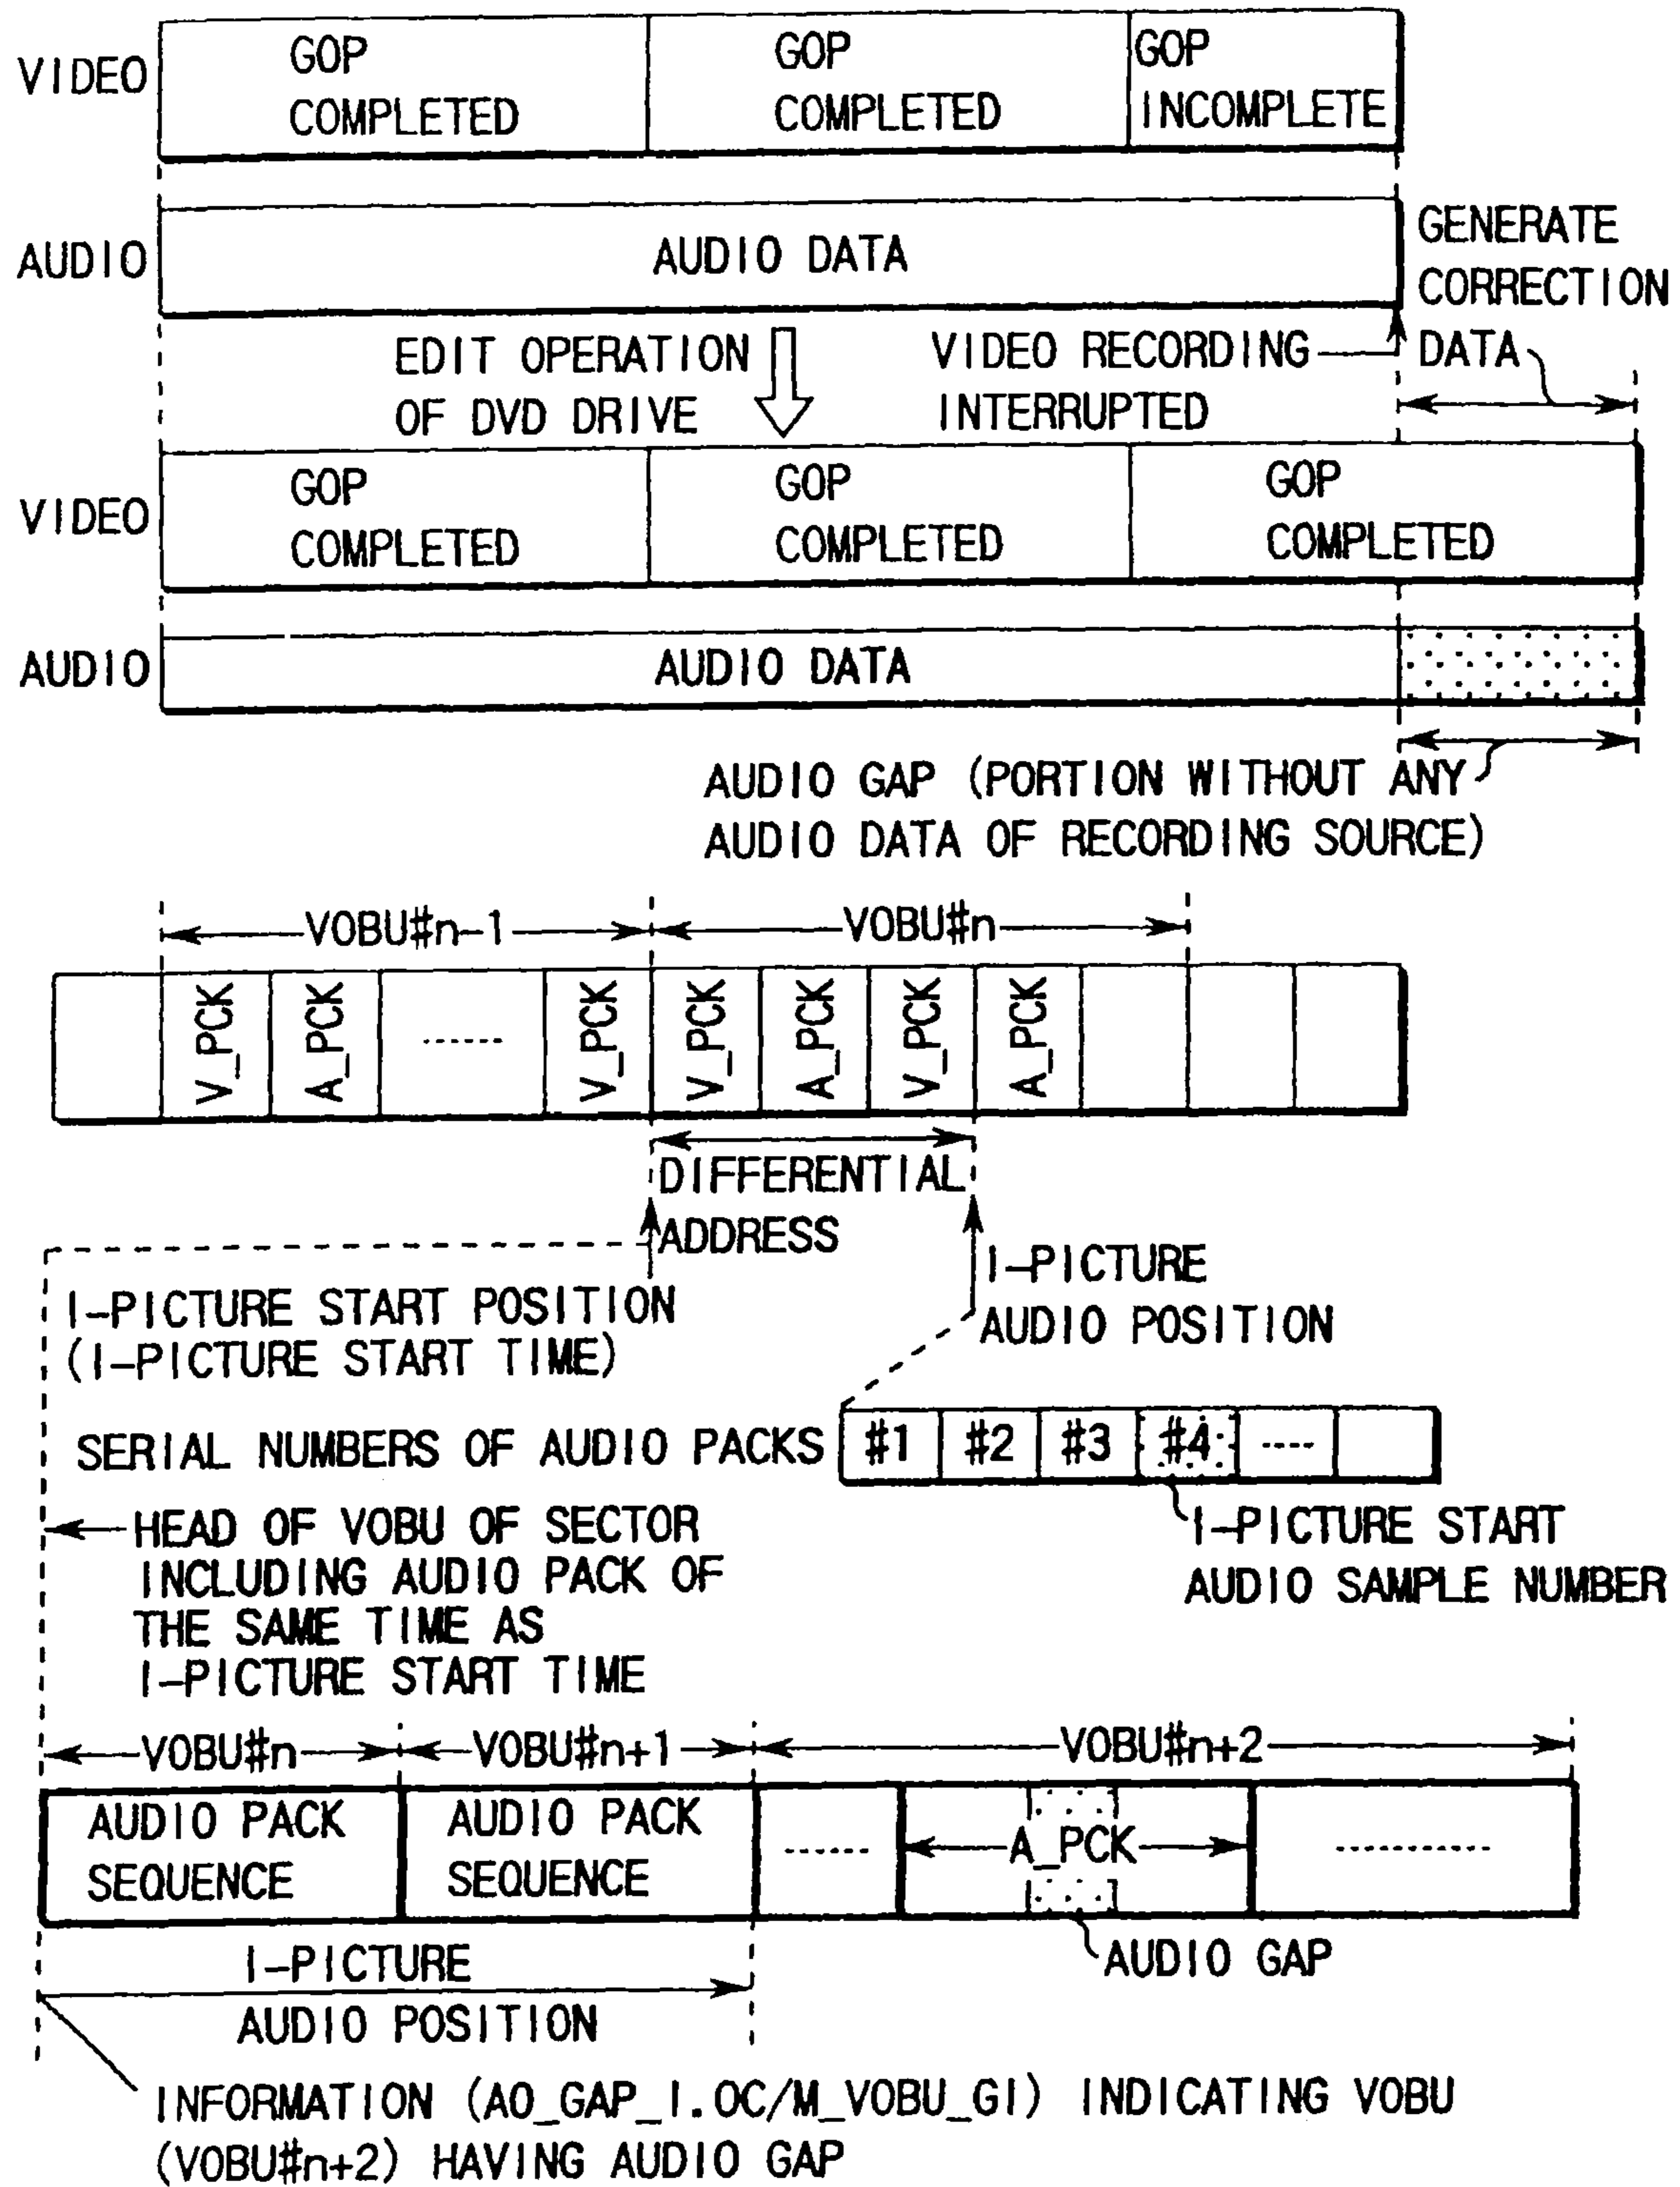 VIDEO
GOP
COMPLETED
GOP
COMPLETED
GOP
INCOMPLETE
AUDIO
AUDIO DATA
GENERATE
CORRECTION
DATA
EDIT OPERATION
OF DVD DRIVE
VIDEO RECORDING
INTERRUPTED
VIDEO
GOP
COMPLETED
GOP
COMPLETED
GOP
COMPLETED
AUDIO
AUDIO DATA
AUDIO GAP (PORTION WITHOUT ANY
AUDIO DATA OF RECORDING SOURCE)
VOBU#n-1
VOBU#n
V_PCK
A_PCK
......
V_PCK
V_PCK
A_PCK
V_PCK
A_PCK
DIFFERENTIAL
ADDRESS
I-PICTURE START POSITION
(I-PICTURE START TIME)
I-PICTURE
AUDIO POSITION
SERIAL NUMBERS OF AUDIO PACKS
#1
#2
#3
#4
....
I-PICTURE START
AUDIO SAMPLE NUMBER
HEAD OF VOBU OF SECTOR
INCLUDING AUDIO PACK OF
THE SAME TIME AS
I-PICTURE START TIME
VOBU#n
VOBU#n+1
VOBU#n+2
AUDIO PACK
SEQUENCE
AUDIO PACK
SEQUENCE
......
A_PCK
...........
AUDIO GAP
I-PICTURE
AUDIO POSITION
INFORMATION (A0_GAP_I.OC/M_VOBU_GI) INDICATING VOBU
(VOBU#n+2) HAVING AUDIO GAP